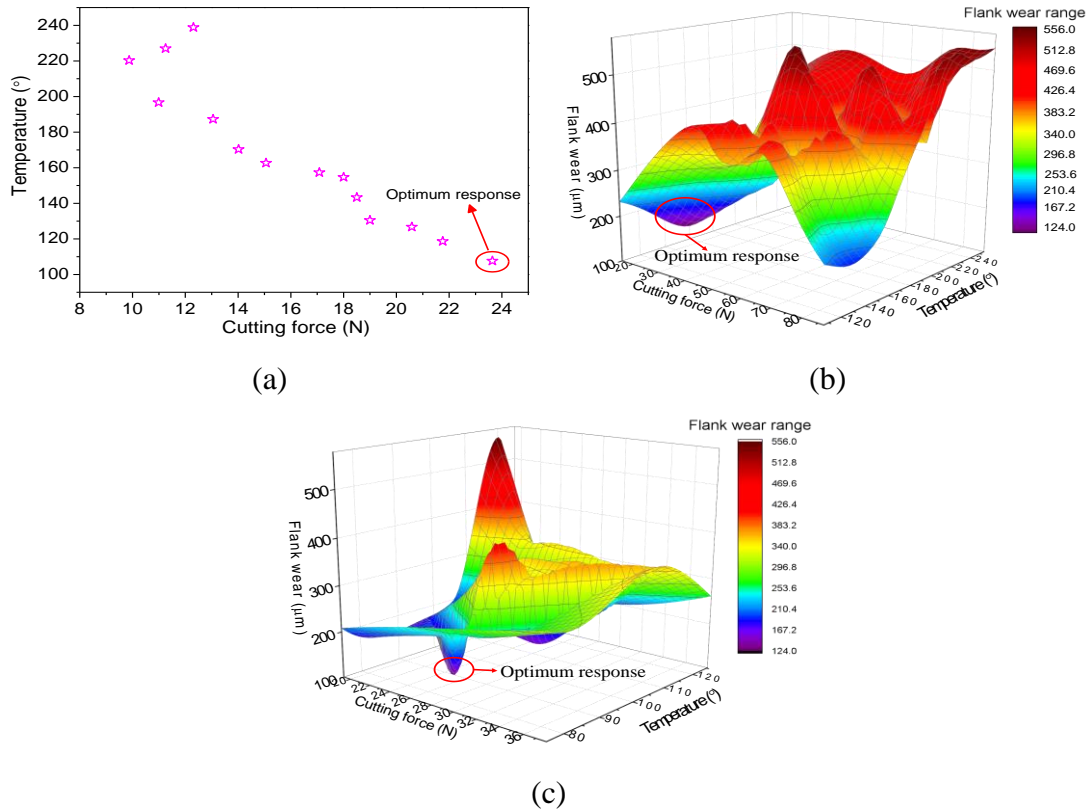 240
220
200
180
160
140
120
100
Temperature (°)
Optimum response
8 10 12 14 16 18 20 22 24
Cutting force (N)
(a)
Flank wear range
556.0
512.8
469.6
426.4
383.2
340.0
296.8
253.6
210.4
167.2
124.0
500
400
300
200
100
Flank wear (µm)
Optimum response
20 30 40 50 60 70 80
Cutting force (N)
120 140 160 180 200 220 240
Temperature (°)
(b)
Flank wear range
556.0
512.8
469.6
426.4
383.2
340.0
296.8
253.6
210.4
167.2
124.0
500
400
300
200
100
Flank wear (µm)
Optimum response
20 22 24 26 28 30 32 34 36
Cutting force (N)
80 90 100 110 120
Temperature (°)
(c)